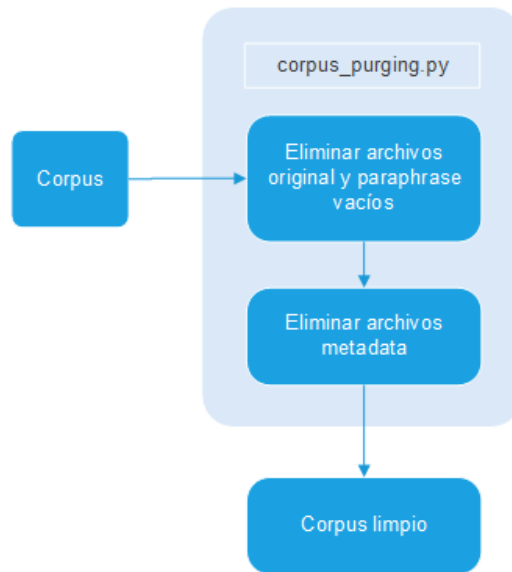 corpus_purging.py
Corpus
Eliminar archivos
original y paraphrase
vacíos
Eliminar archivos
metadata
Corpus limpio